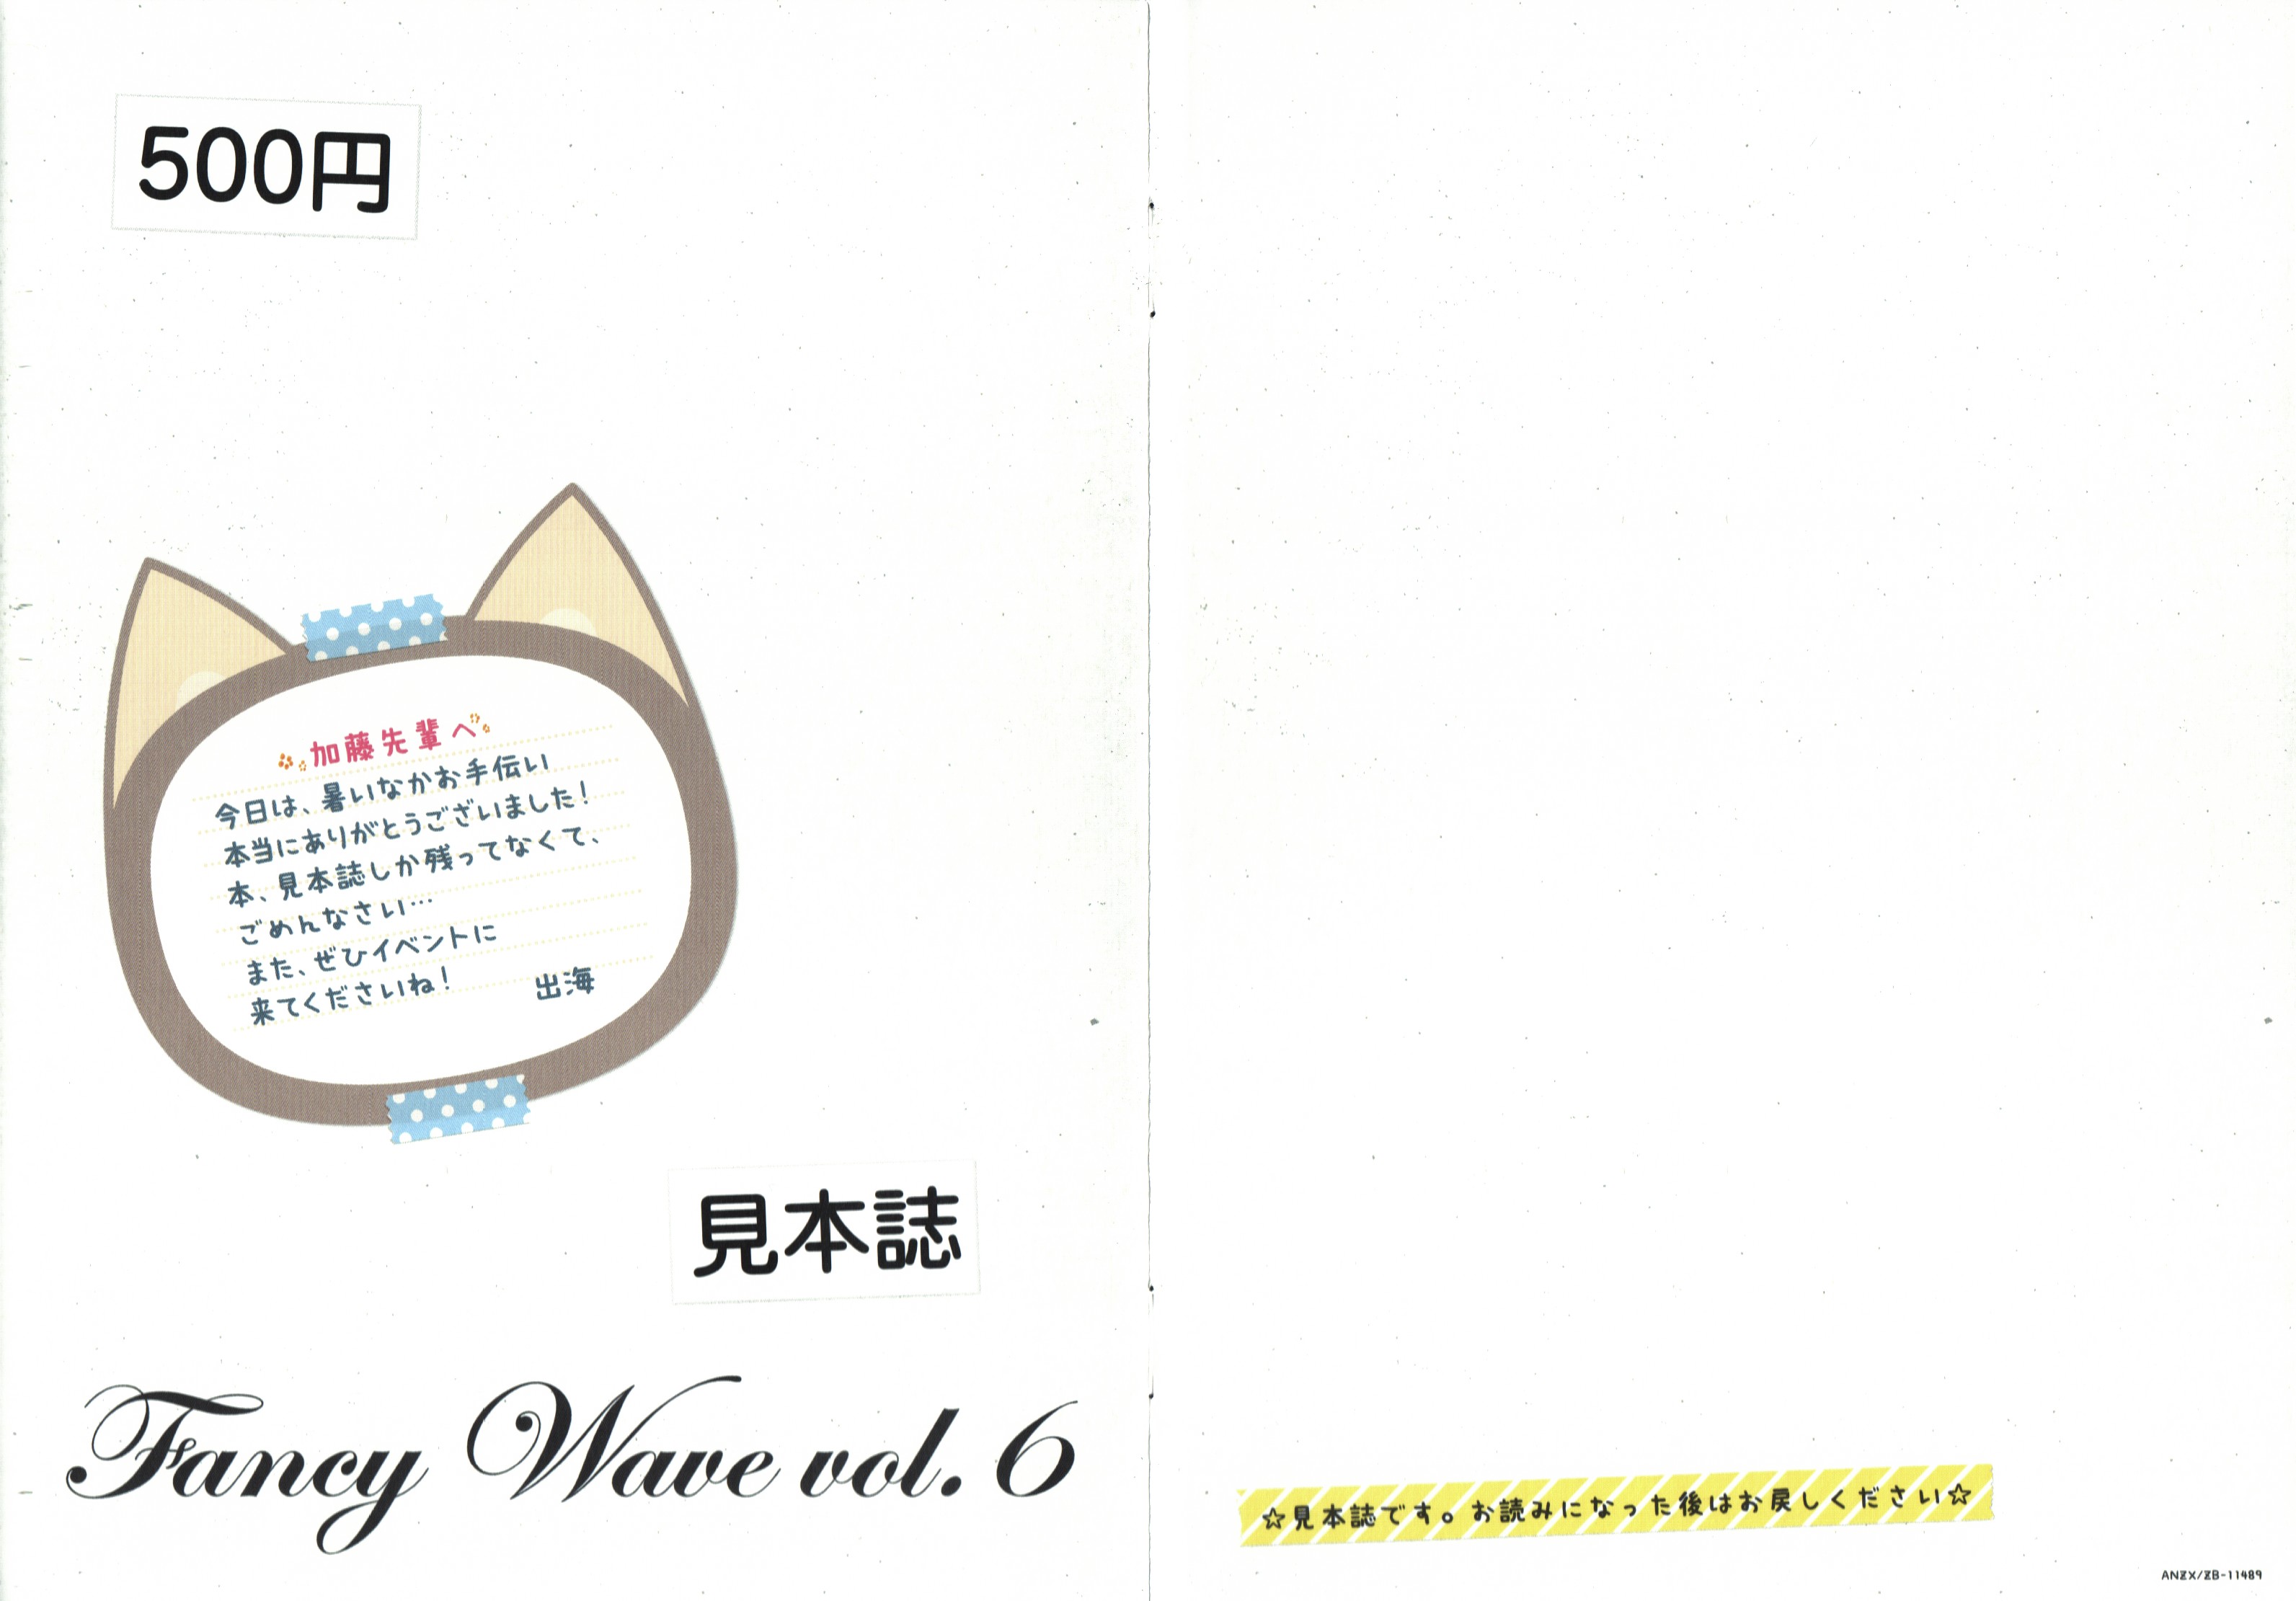 500円
加藤先輩へ
今日は、暑いなかお手伝い
本当にありがとうございました!
本、見本誌しか残ってなくて、
ごめんなさい…
また、ぜひイベントに
来てくださいね!
出海
見本誌
Fancy Wave vol. 6
☆見本誌です。お読みになった後はお戻しください☆
ANZX/ZB-11489